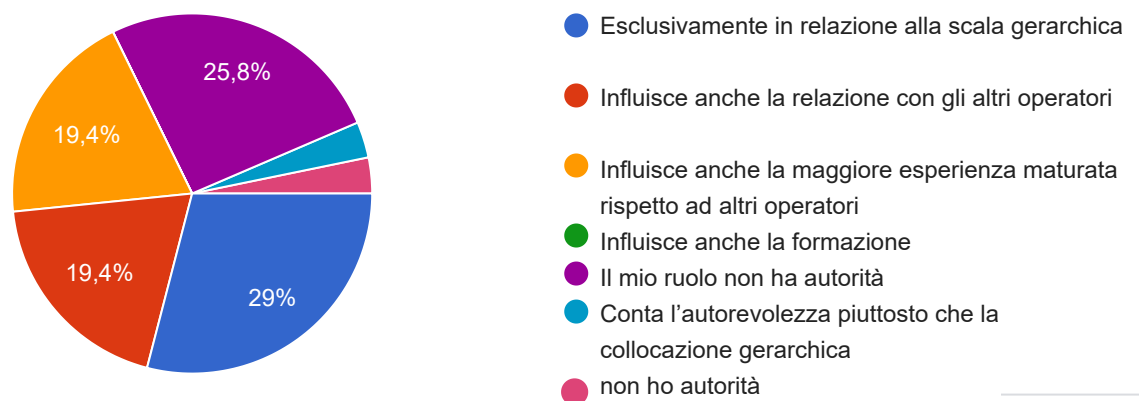 25,8%
19,4%
19,4%
29%
Esclusivamente in relazione alla scala gerarchica
Influisce anche la relazione con gli altri operatori
Influisce anche la maggiore esperienza maturata
rispetto ad altri operatori
Influisce anche la formazione
Il mio ruolo non ha autorità
Conta l’autorevolezza piuttosto che la
collocazione gerarchica
non ho autorità